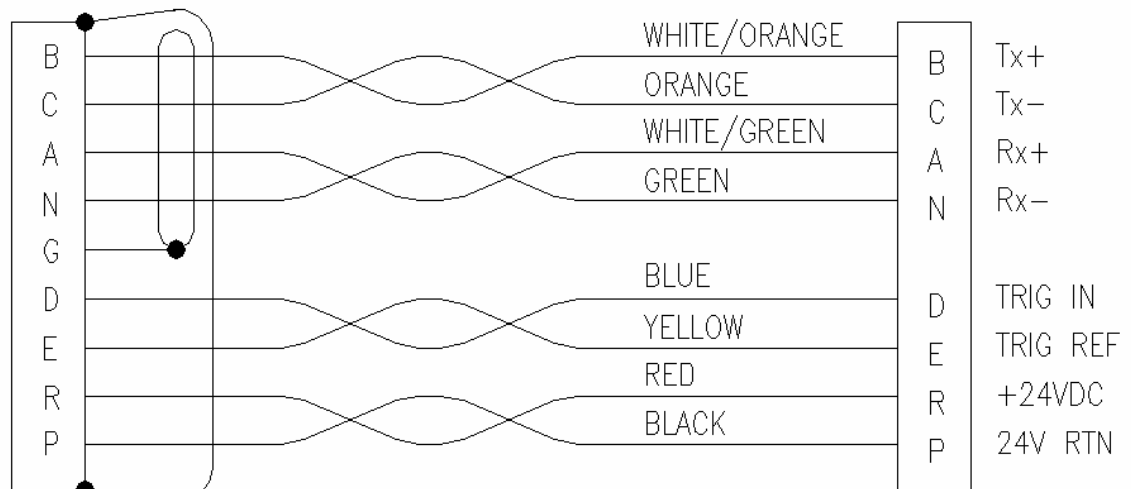 B WHITE/ORANGE B Tx+
C ORANGE C Tx-
A WHITE/GREEN A Rx+
N GREEN N Rx-
G
D BLUE D TRIG IN
E YELLOW E TRIG REF
R RED R +24VDC
P BLACK P 24V RTN